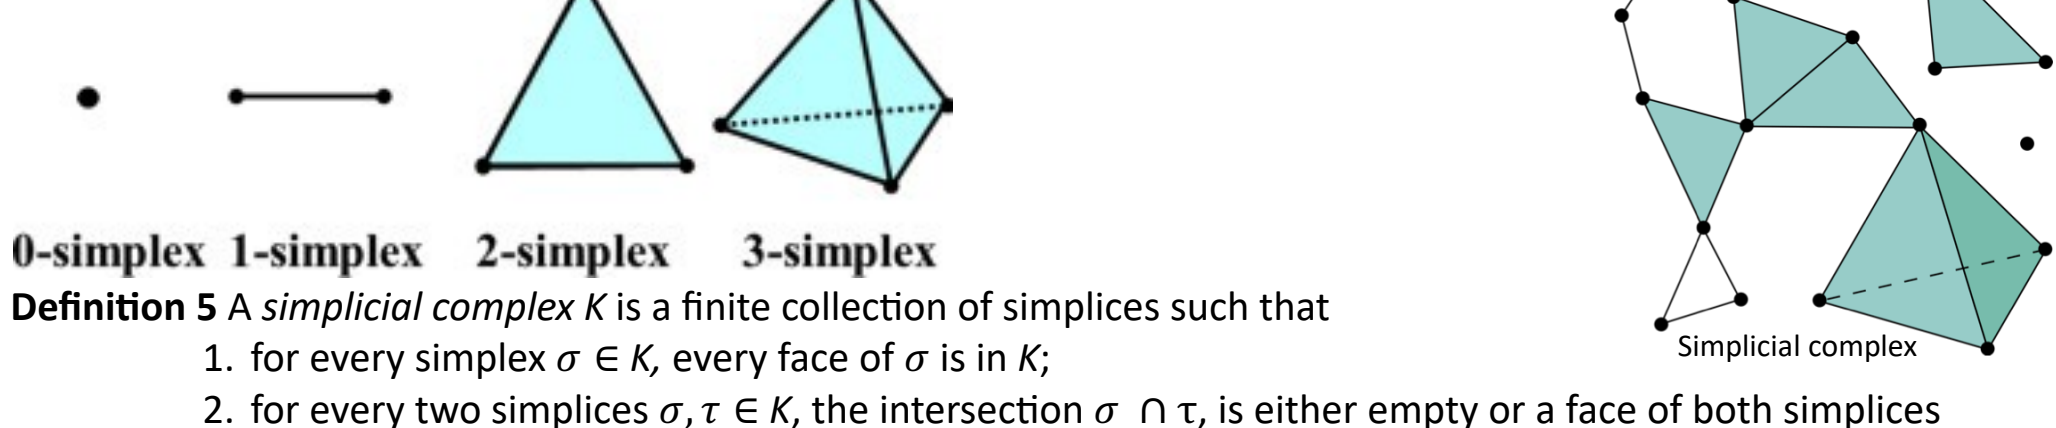 0-simplex 1-simplex 2-simplex 3-simplex
Definition 5 A simplicial complex K is a finite collection of simplices such that
1. for every simplex 𝜎 ∈ K, every face of 𝜎 is in K;
Simplicial complex
2. for every two simplices 𝜎, 𝜏 ∈ K, the intersection 𝜎 ∩ τ, is either empty or a face of both simplices